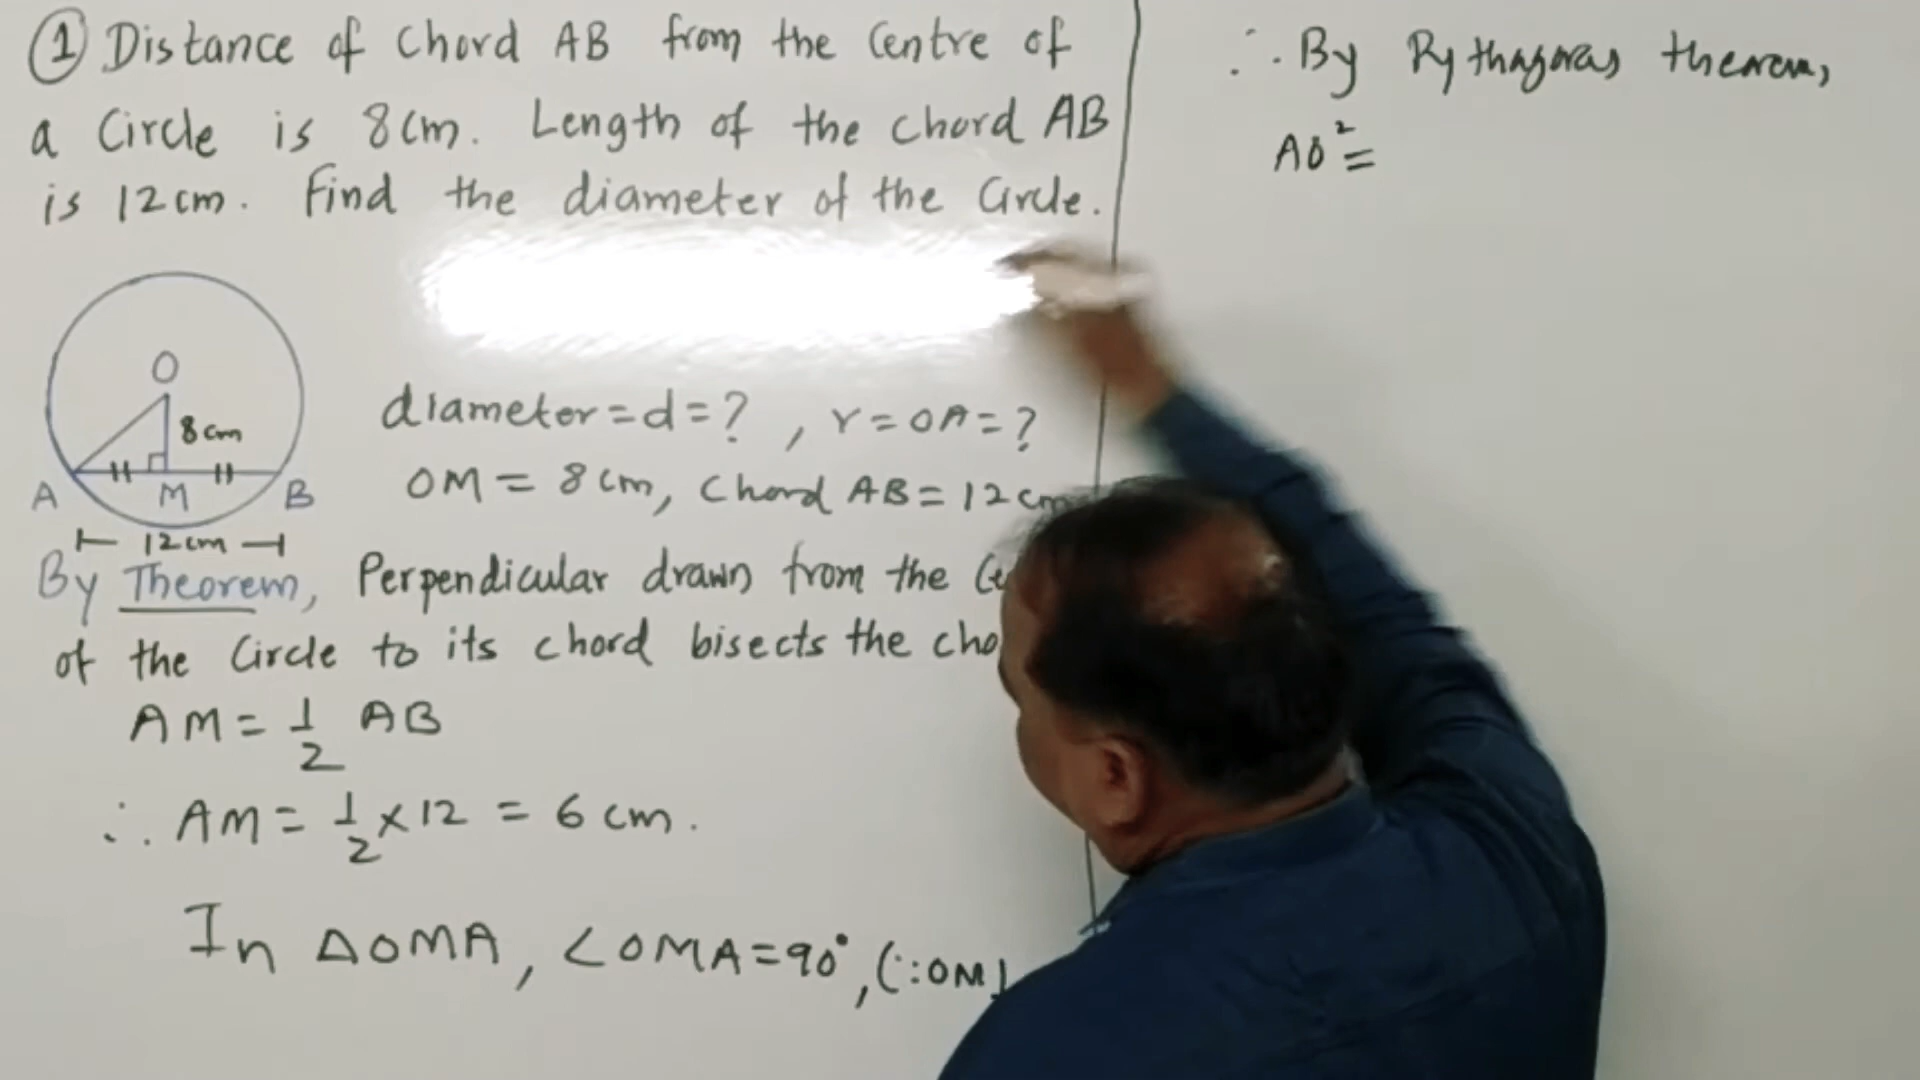 ① Distance of Chord AB from the Centre of
a Circle is 8cm. Length of the chord AB
is 12cm. Find the diameter of the Circle.
O
8cm
A M B
12cm
diameter = d = ? , r = OA = ?
OM = 8cm, Chord AB = 12cm
By Theorem, Perpendicular drawn from the Ce
of the Circle to its chord bisects the cho
AM = 1/2 AB
∴ AM = 1/2 × 12 = 6 cm.
In △OMA, ∠OMA = 90°, (∵ OM⊥
∴ By Pythagoras theorem,
AO² =